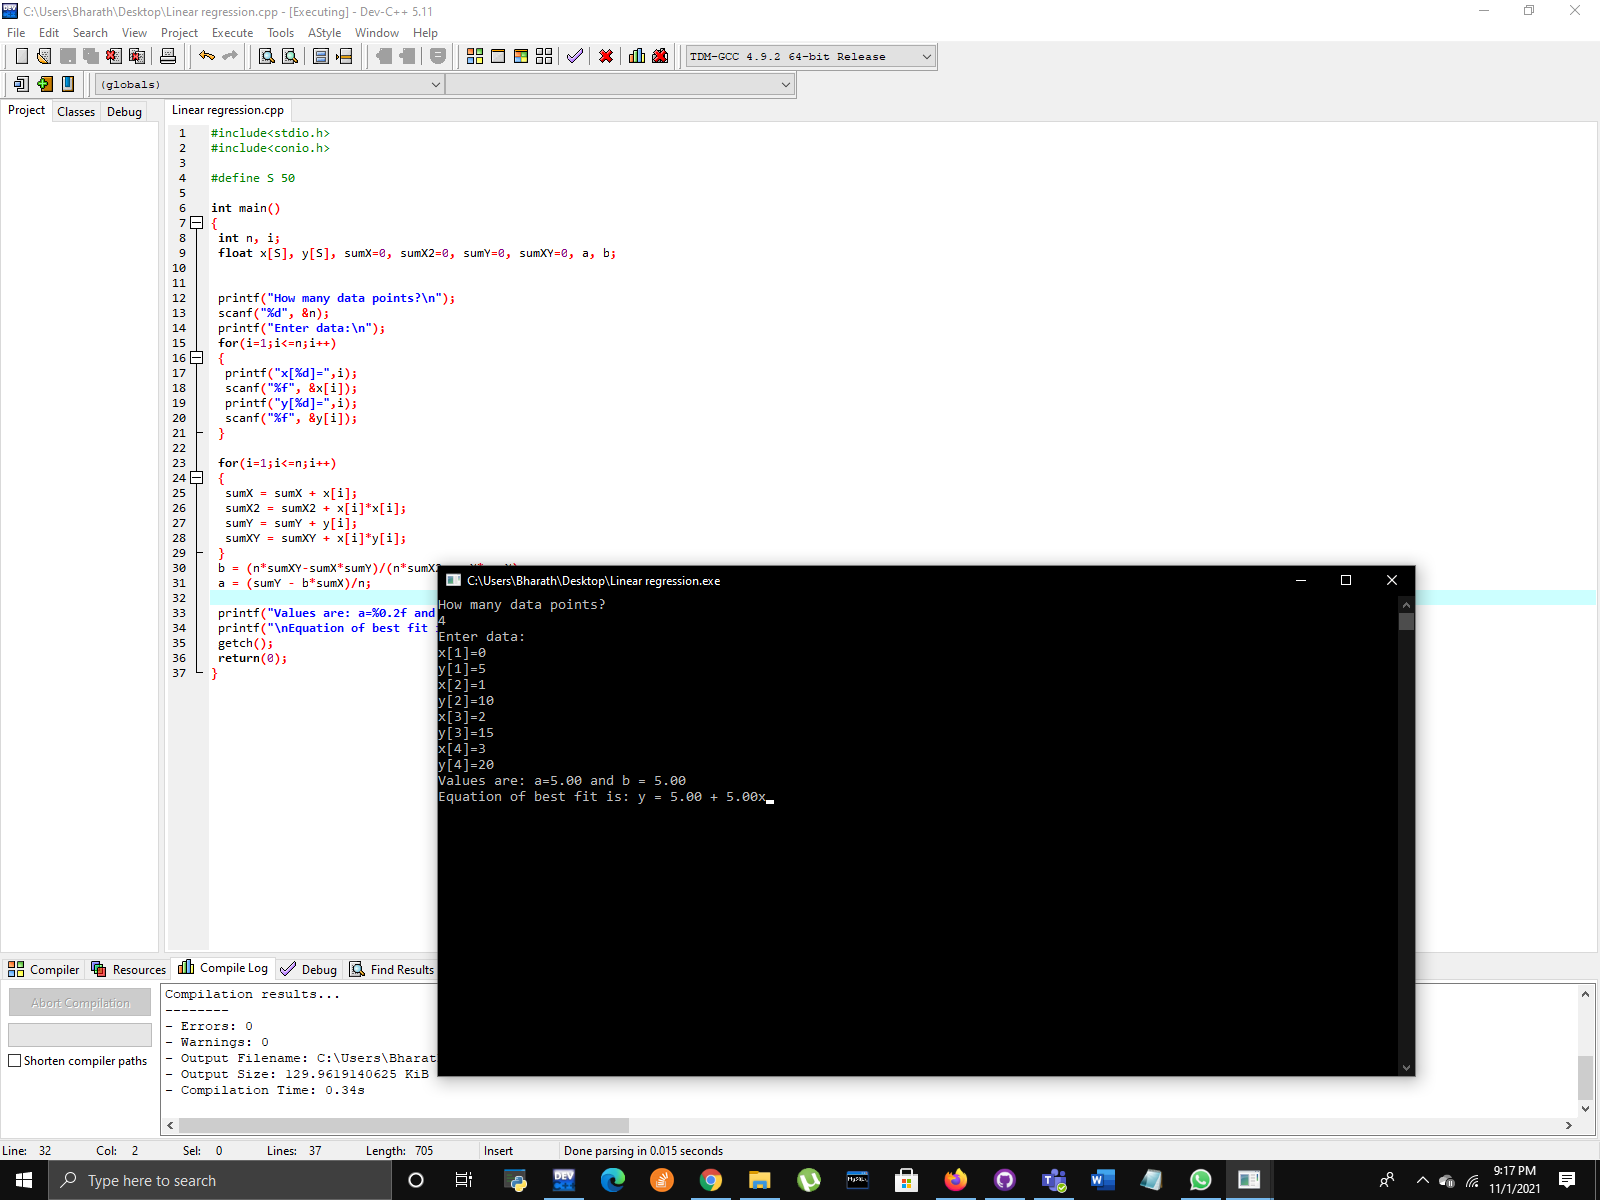 C:\Users\Bharath\Desktop\Linear regression.cpp - [Executing] - Dev-C++ 5.11
File Edit Search View Project Execute Tools AStyle Window Help
TDM-GCC 4.9.2 64-bit Release
(globals)
Project Classes Debug
Linear regression.cpp
1 #include<stdio.h>
2 #include<conio.h>
3
4 #define S 50
5
6 int main()
7 {
8 int n, i;
9 float x[S], y[S], sumX=0, sumX2=0, sumY=0, sumXY=0, a, b;
10
11
12 printf("How many data points?\n");
13 scanf("%d", &n);
14 printf("Enter data:\n");
15 for(i=1;i<=n;i++)
16 {
17 printf("x[%d]=",i);
18 scanf("%f", &x[i]);
19 printf("y[%d]=",i);
20 scanf("%f", &y[i]);
21 }
22
23 for(i=1;i<=n;i++)
24 {
25 sumX = sumX + x[i];
26 sumX2 = sumX2 + x[i]*x[i];
27 sumY = sumY + y[i];
28 sumXY = sumXY + x[i]*y[i];
29 }
30 b = (n*sumXY-sumX*sumY)/(n*sumX2
31 a = (sumY - b*sumX)/n;
32
33 printf("Values are: a=%0.2f and
34 printf("\nEquation of best fit
35 getch();
36 return(0);
37 }
C:\Users\Bharath\Desktop\Linear regression.exe
How many data points?
4
Enter data:
x[1]=0
y[1]=5
x[2]=1
y[2]=10
x[3]=2
y[3]=15
x[4]=3
y[4]=20
Values are: a=5.00 and b = 5.00
Equation of best fit is: y = 5.00 + 5.00x
Compiler Resources Compile Log Debug Find Results
Abort Compilation
Shorten compiler paths
Compilation results...
--------
- Errors: 0
- Warnings: 0
- Output Filename: C:\Users\Bharat
- Output Size: 129.9619140625 KiB
- Compilation Time: 0.34s
Line: 32 Col: 2 Sel: 0 Lines: 37 Length: 705 Insert Done parsing in 0.015 seconds
Type here to search
DEV
9:17 PM
11/1/2021